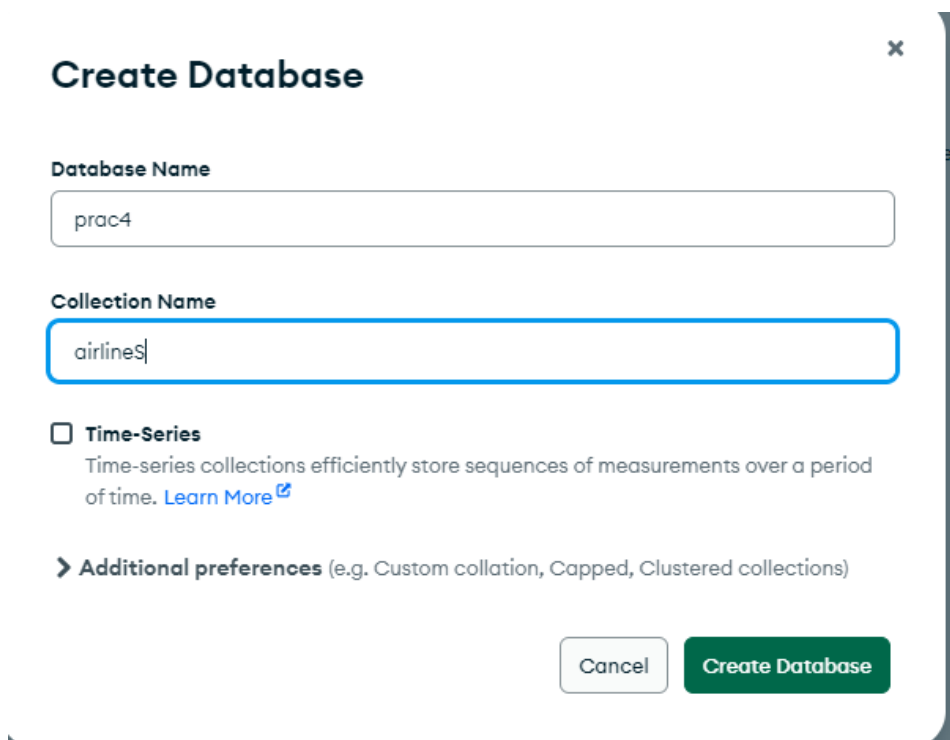 Create Database
Database Name
prac4
Collection Name
airlineS
Time-Series
Time-series collections efficiently store sequences of measurements over a period
of time. Learn More
Additional preferences (e.g. Custom collation, Capped, Clustered collections)
Cancel
Create Database